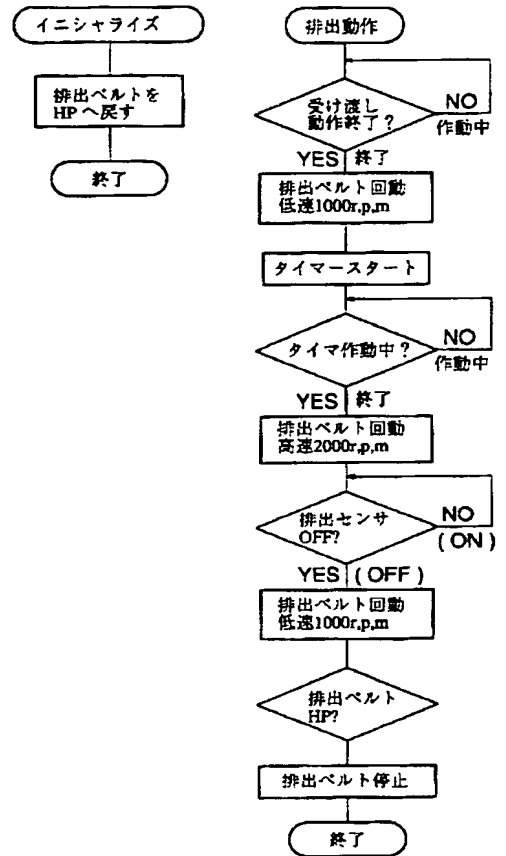 イニシャライズ
排出ベルトを
HPへ戻す
終了
排出動作
受け渡し
動作終了?
NO
作動中
YES 終了
排出ベルト回動
低速1000r,p,m
タイマースタート
タイマ作動中?
NO
作動中
YES 終了
排出ベルト回動
高速2000r,p,m
排出センサ
OFF?
NO
(ON)
YES (OFF)
排出ベルト回動
低速1000r,p,m
排出ベルト
HP?
排出ベルト停止
終了